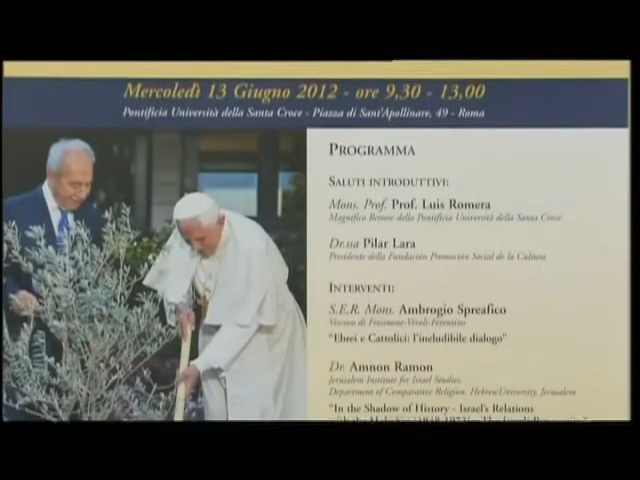 Mercoledì 13 Giugno 2012 - ore 9,30 - 13,00
Pontificia Università della Santa Croce - Piazza di Sant'Apollinare, 49 - Roma
PROGRAMMA
SALUTI INTRODUTTIVI:
Mons. Prof. Prof. Luis Romera
Magnifico Rettore della Pontificia Università della Santa Croce
Dr.ssa Pilar Lara
Presidente della Fundación Promoción Social de la Cultura
INTERVENTI:
S.E.R. Mons. Ambrogio Spreafico
Vescovo di Frosinone-Veroli-Ferentino
"Ebrei e Cattolici: l'ineludibile dialogo"
Dr. Amnon Ramon
Jerusalem Institute for Israel Studies;
Department of Comparative Religion, Hebrew University, Jerusalem
"In the Shadow of History - Israel's Relations